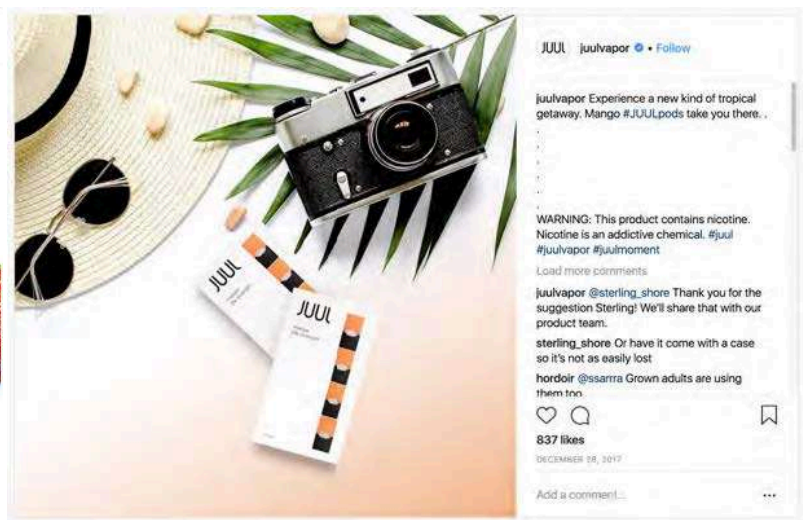 JUUL juulvapor • Follow
juulvapor Experience a new kind of tropical
getaway. Mango #JUULpods take you there. .
.
.
.
.
.
WARNING: This product contains nicotine.
Nicotine is an addictive chemical. #juul
#juulvapor #juulmoment
Load more comments
juulvapor @sterling_shore Thank you for the
suggestion Sterling! We'll share that with our
product team.
sterling_shore Or have it come with a case
so it's not as easily lost
hordoir @ssarrra Grown adults are using
them too
837 likes
DECEMBER 28, 2017
Add a comment...
JUUL
JUUL